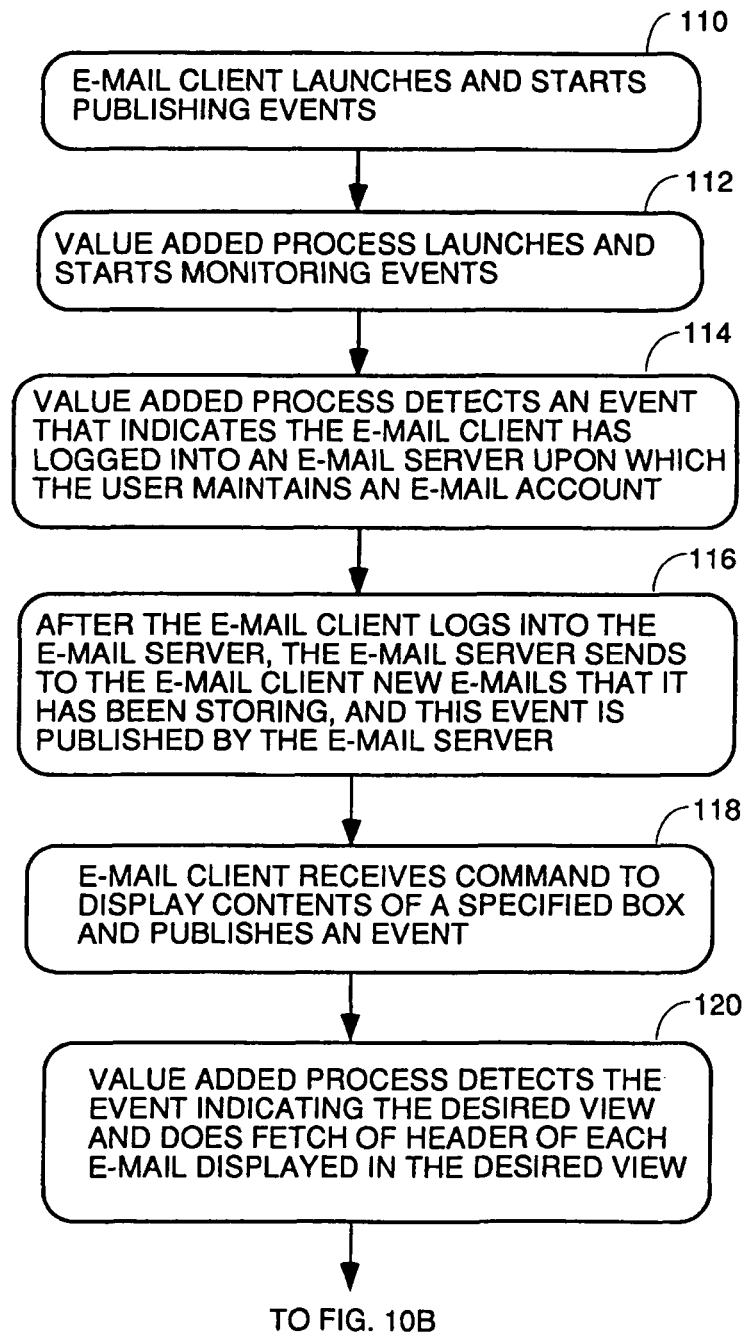 110
E-MAIL CLIENT LAUNCHES AND STARTS
PUBLISHING EVENTS
112
VALUE ADDED PROCESS LAUNCHES AND
STARTS MONITORING EVENTS
114
VALUE ADDED PROCESS DETECTS AN EVENT
THAT INDICATES THE E-MAIL CLIENT HAS
LOGGED INTO AN E-MAIL SERVER UPON WHICH
THE USER MAINTAINS AN E-MAIL ACCOUNT
116
AFTER THE E-MAIL CLIENT LOGS INTO THE
E-MAIL SERVER, THE E-MAIL SERVER SENDS
TO THE E-MAIL CLIENT NEW E-MAILS THAT IT
HAS BEEN STORING, AND THIS EVENT IS
PUBLISHED BY THE E-MAIL SERVER
118
E-MAIL CLIENT RECEIVES COMMAND TO
DISPLAY CONTENTS OF A SPECIFIED BOX
AND PUBLISHES AN EVENT
120
VALUE ADDED PROCESS DETECTS THE
EVENT INDICATING THE DESIRED VIEW
AND DOES FETCH OF HEADER OF EACH
E-MAIL DISPLAYED IN THE DESIRED VIEW
TO FIG. 10B